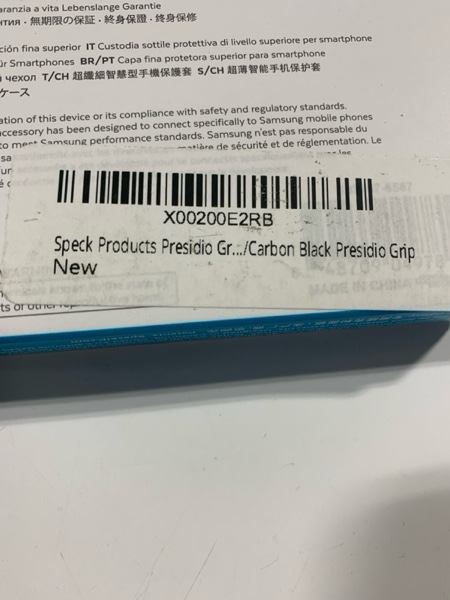 aranzia a vita Lebenslange Garantie
· 無期限の保証 · 終身保證 · 终身保修
ción fina superior IT Custodia sottile protettiva di livello superiore per smartphone
ür Smartphones BR/PT Capa fina protetora superior para smartphone
чехол T/CH 超纖細智慧型手機保護套 S/CH 超薄智能手机保护套
ケース
ation of this device or its compliance with safety and regulatory standards.
accessory has been designed to connect specifically to Samsung mobile phones
to meet Samsung performance standards. Samsung n'est pas responsable du
matière de sécurité et de réglementation. Le
X00200E2RB
Speck Products Presidio Gr.../Carbon Black Presidio Grip
New
MADE IN CHINA